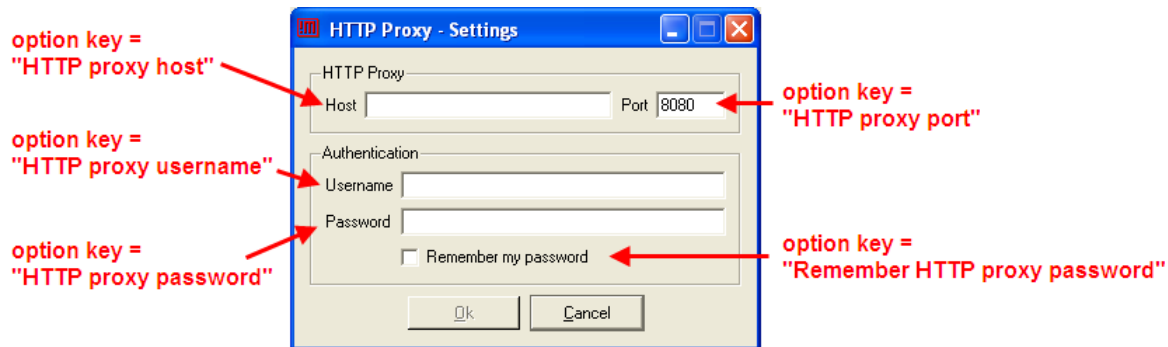 HTTP Proxy - Settings
option key =
"HTTP proxy host"
HTTP Proxy
Host
Port 8080
option key =
"HTTP proxy port"
option key =
"HTTP proxy username"
Authentication
Username
Password
option key =
"HTTP proxy password"
Remember my password
option key =
"Remember HTTP proxy password"
Ok
Cancel